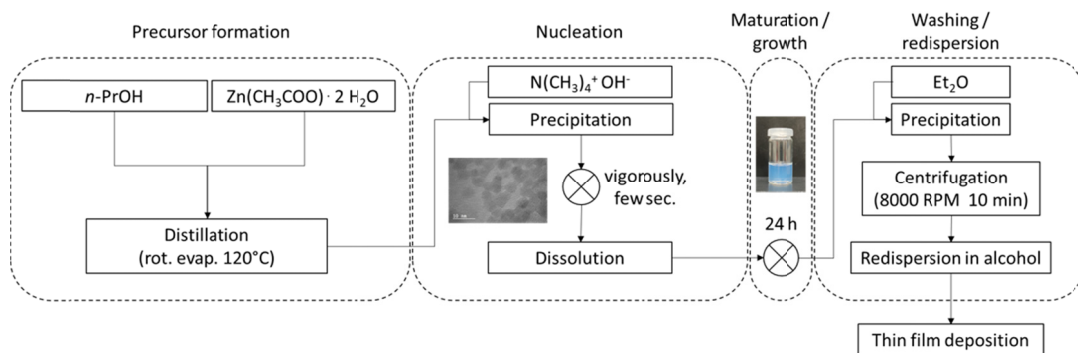 Precursor formation
n-PrOH
Zn(CH₃COO) · 2 H₂O
Distillation
(rot. evap. 120°C)
Nucleation
N(CH₃)₄⁺ OH⁻
Precipitation
vigorously,
few sec.
Dissolution
Maturation /
growth
24 h
Washing /
redispersion
Et₂O
Precipitation
Centrifugation
(8000 RPM 10 min)
Redispersion in alcohol
Thin film deposition